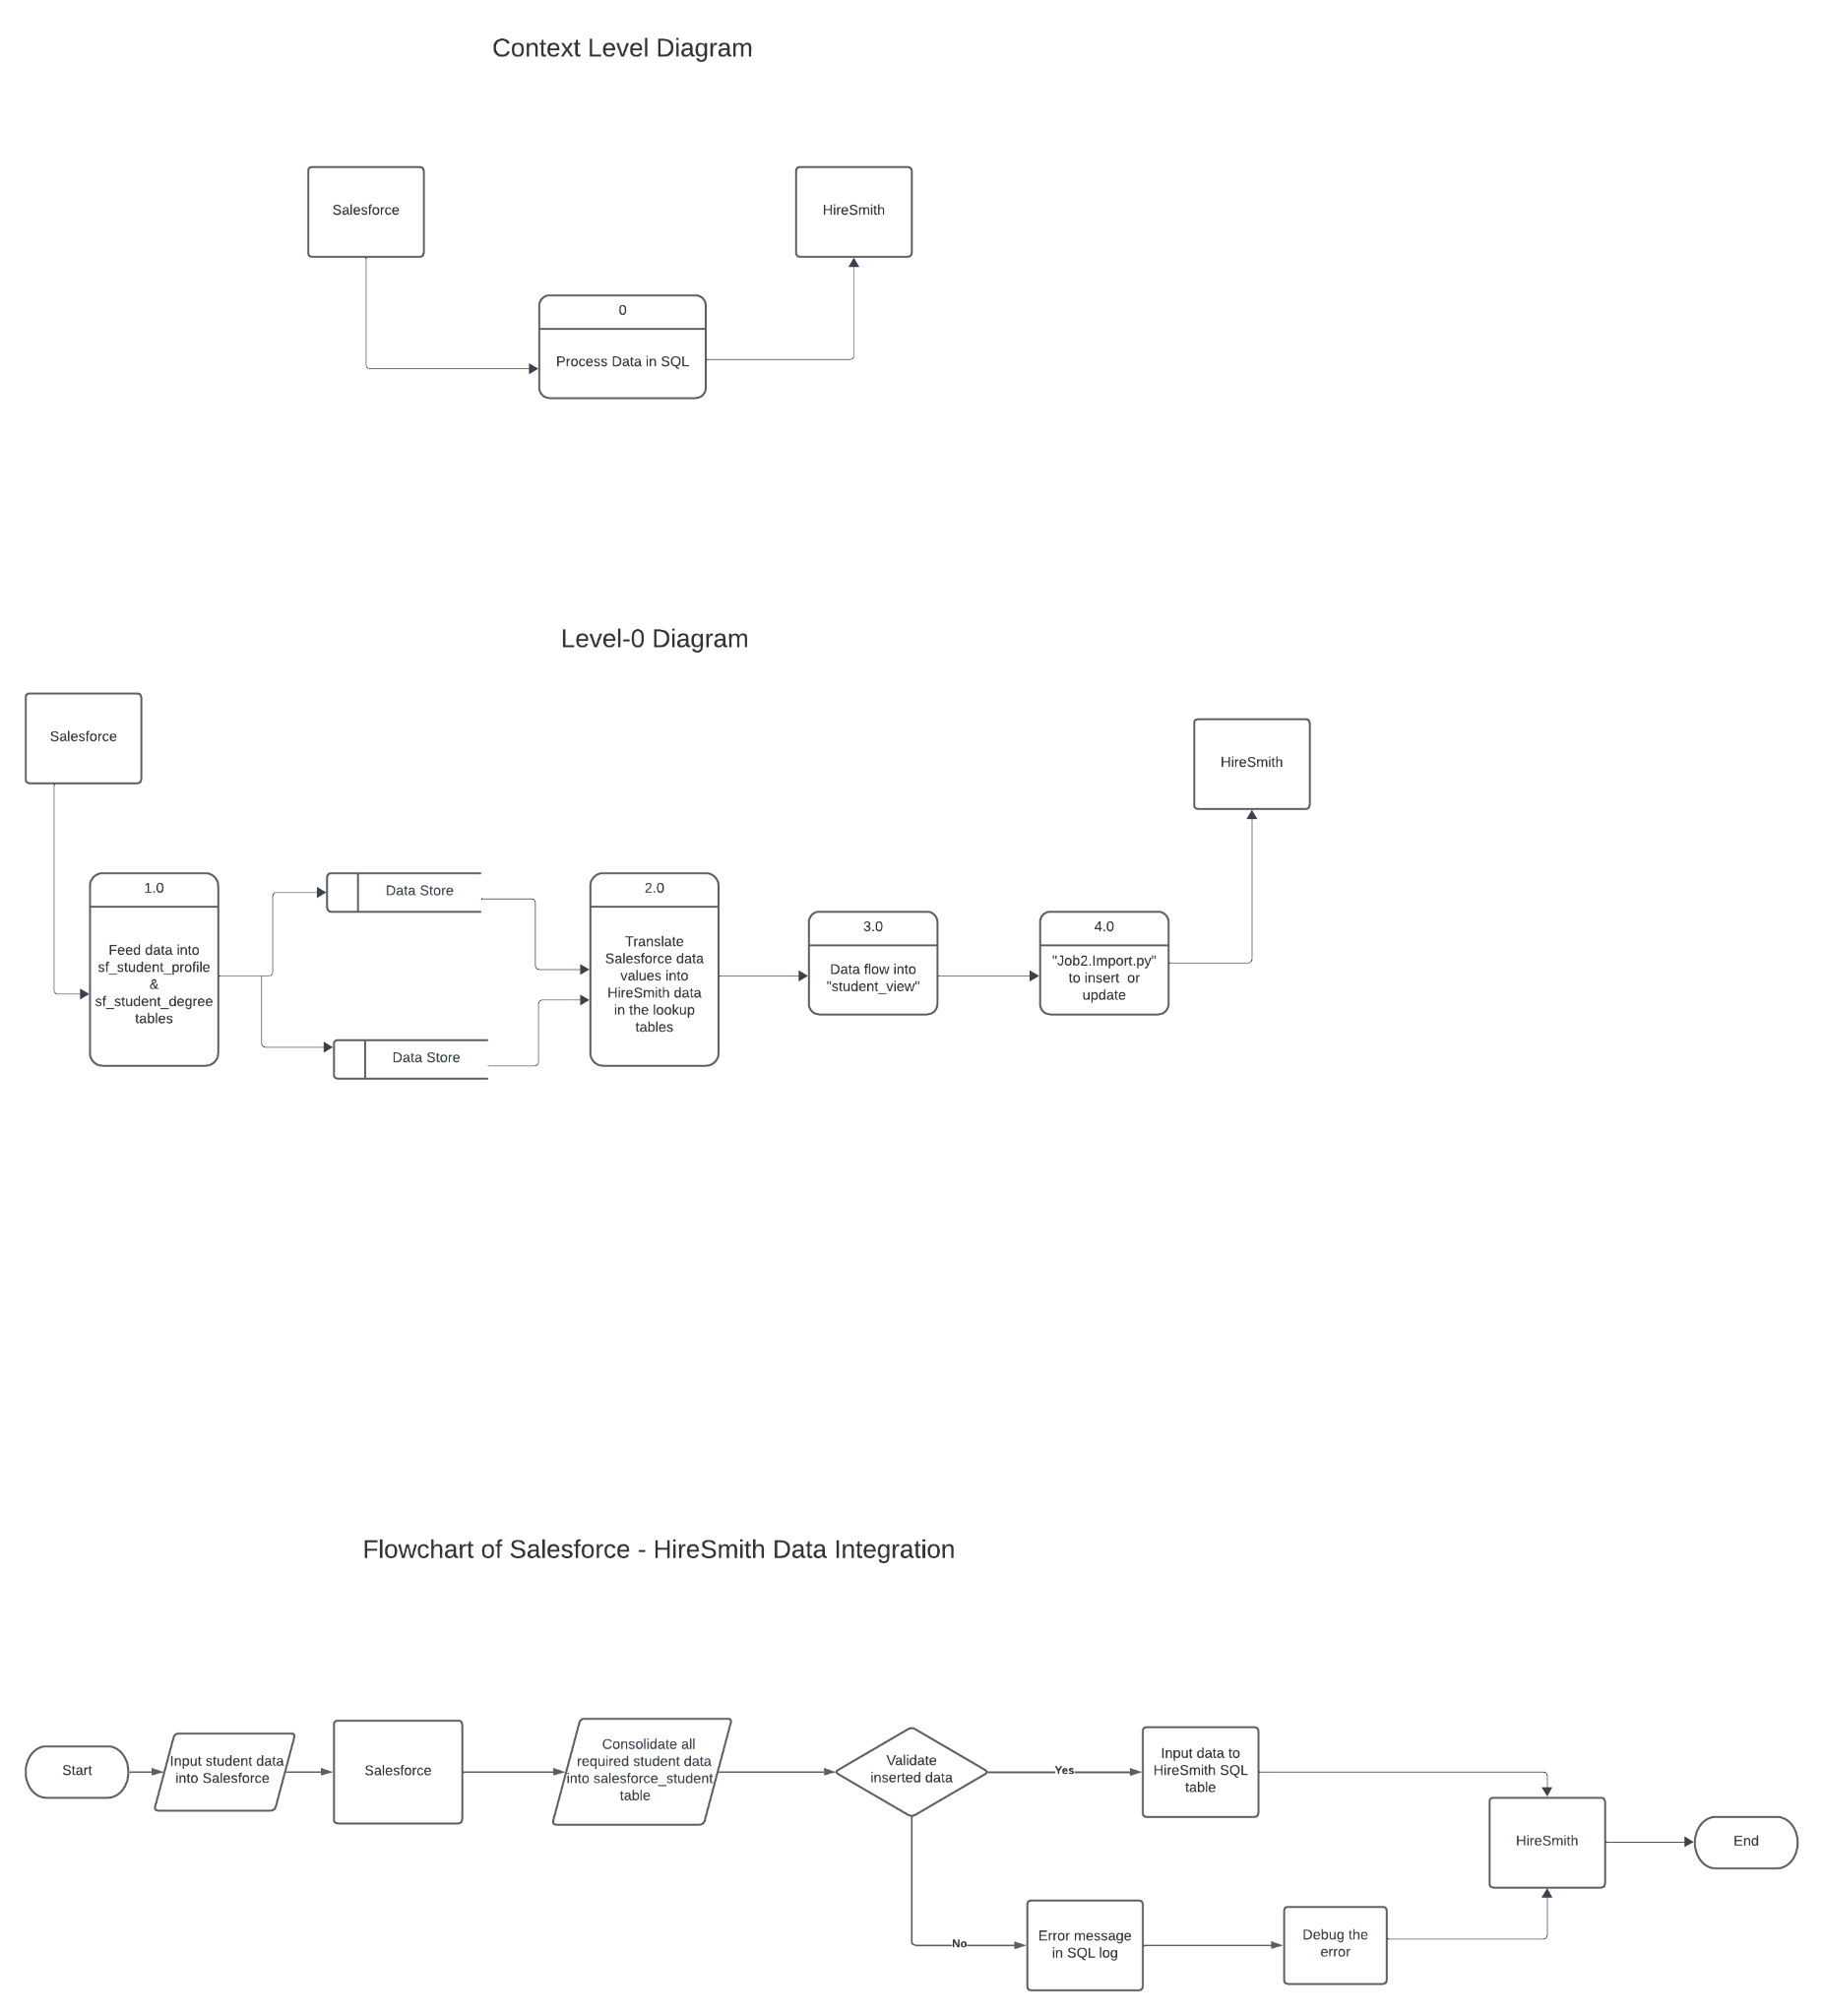 Context Level Diagram
Salesforce
HireSmith
0
Process Data in SQL
Level-0 Diagram
Salesforce
HireSmith
1.0
Feed data into
sf_student_profile
&
sf_student_degree
tables
Data Store
Data Store
2.0
Translate
Salesforce data
values into
HireSmith data
in the lookup
tables
3.0
Data flow into
"student_view"
4.0
"Job2.Import.py"
to insert  or
update
Flowchart of Salesforce - HireSmith Data Integration
Start
Input student data
into Salesforce
Salesforce
Consolidate all
required student data
into salesforce_student
table
Validate
inserted data
Yes
Input data to
HireSmith SQL
table
HireSmith
End
No
Error message
in SQL log
Debug the
error